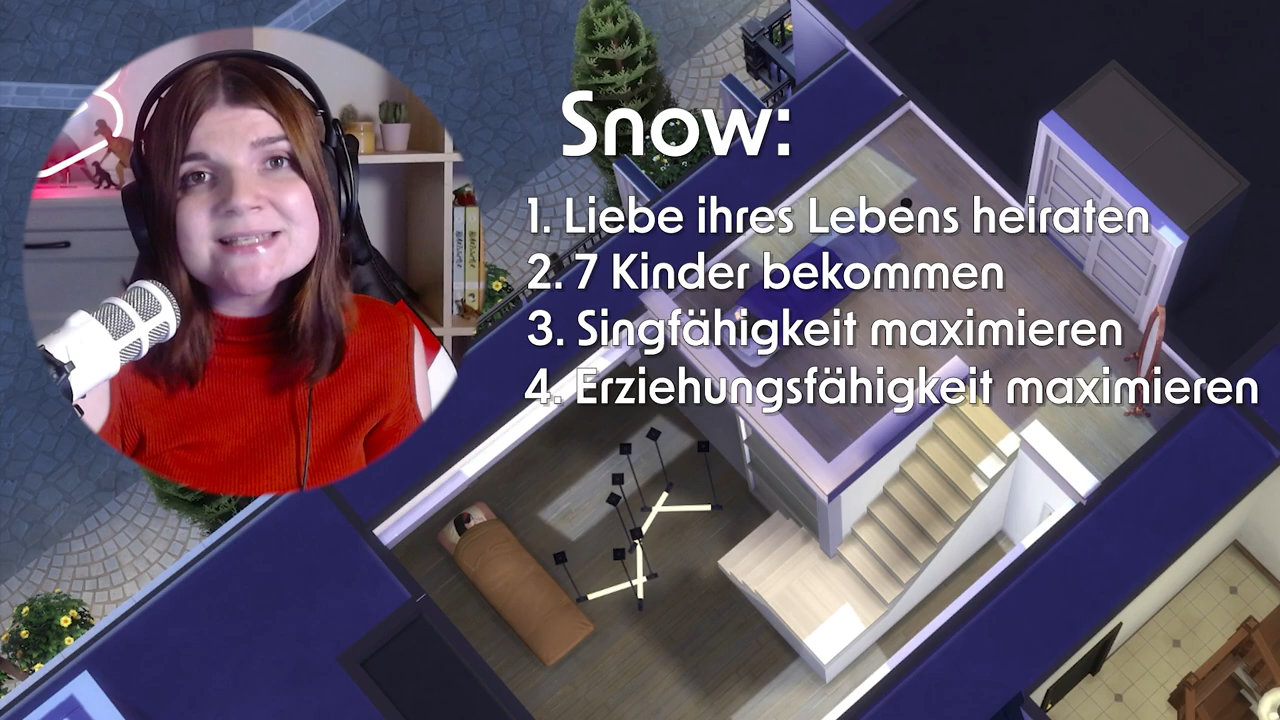 Snow:
1. Liebe ihres Lebens heiraten
2. 7 Kinder bekommen
3. Singfähigkeit maximieren
4. Erziehungsfähigkeit maximieren